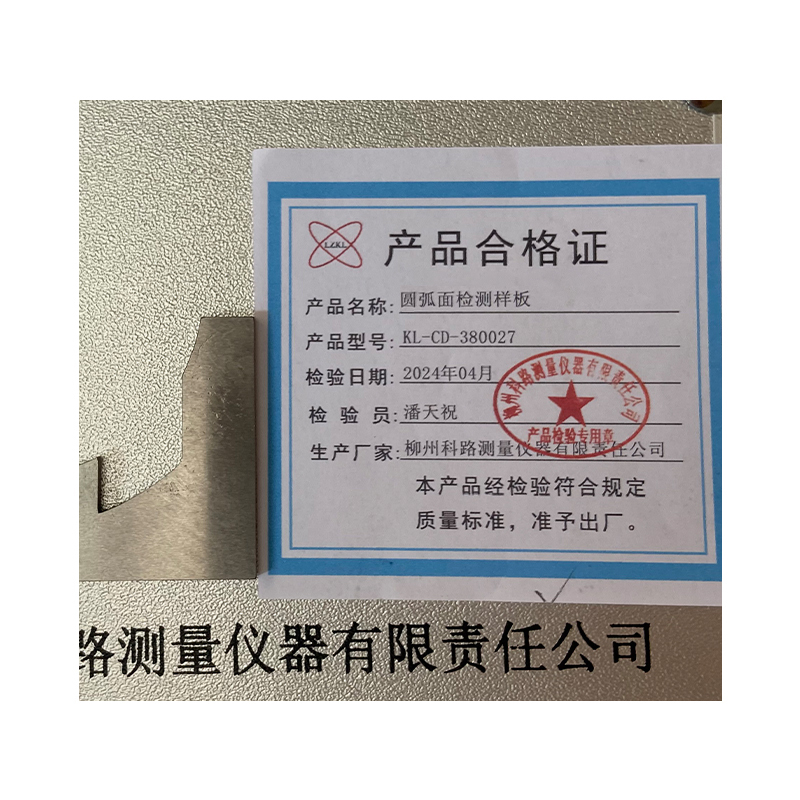 LZKL
产品合格证
产品名称: 圆弧面检测样板
产品型号: KL-CD-380027
检验日期: 2024年04月
检 验 员: 潘天祝
生产厂家: 柳州科路测量仪器有限责任公司
柳州科路测量仪器有限责任公司
产品检验专用章
本产品经检验符合规定
质量标准，准予出厂。
路测量仪器有限责任公司